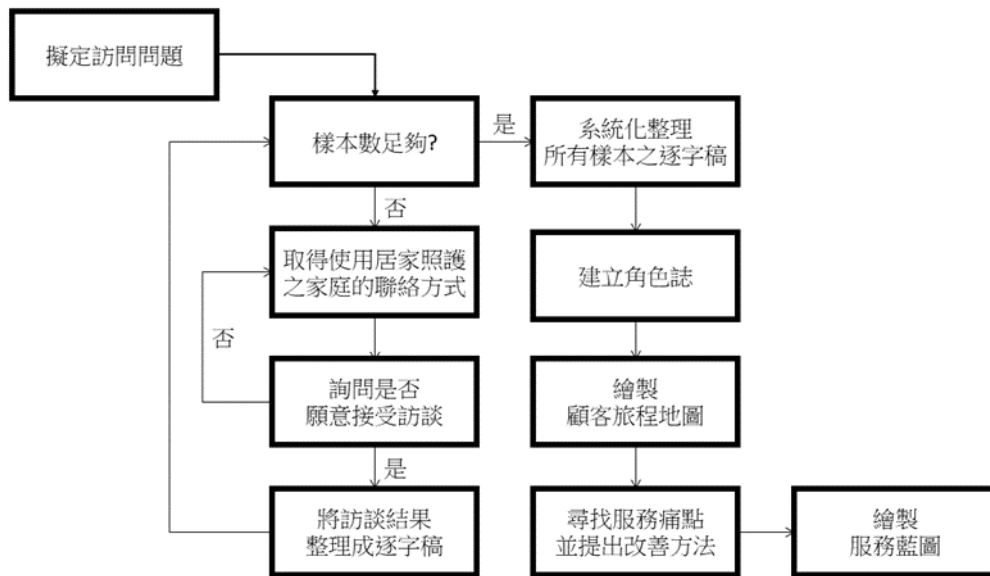 擬定訪問問題
樣本數足夠?
是
系統化整理
所有樣本之逐字稿
否
取得使用居家照護
之家庭的聯絡方式
建立角色誌
否
詢問是否
願意接受訪談
繪製
顧客旅程地圖
是
將訪談結果
整理成逐字稿
尋找服務痛點
並提出改善方法
繪製
服務藍圖